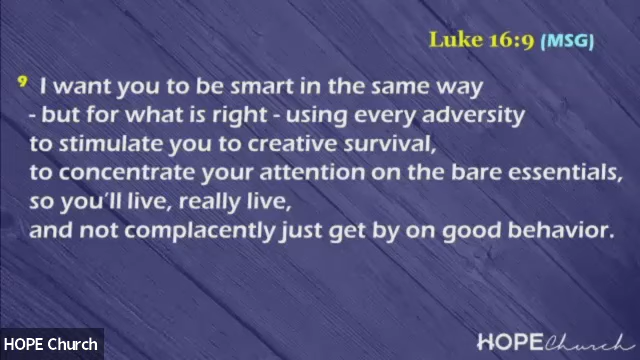 Luke 16:9 (MSG)
9 I want you to be smart in the same way
- but for what is right - using every adversity
to stimulate you to creative survival,
to concentrate your attention on the bare essentials,
so you'll live, really live,
and not complacently just get by on good behavior.
HOPE Church
HOPE Church